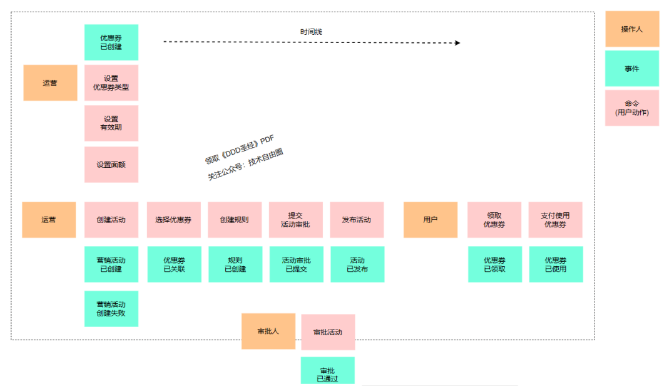 优惠券
已创建
时间线
操作人
运营
设置
优惠券类型
事件
设置
有效期
命令
(用户动作)
领取《DDD圣经》PDF
关注公众号：技术自由圈
设置面额
运营
创建活动
选择优惠券
创建规则
提交
活动审批
发布活动
用户
领取
优惠券
支付使用
优惠券
营销活动
已创建
优惠券
已关联
规则
已创建
活动审批
已提交
活动
已发布
优惠券
已领取
优惠券
已使用
营销活动
创建失败
审批人
审批活动
审批
已通过